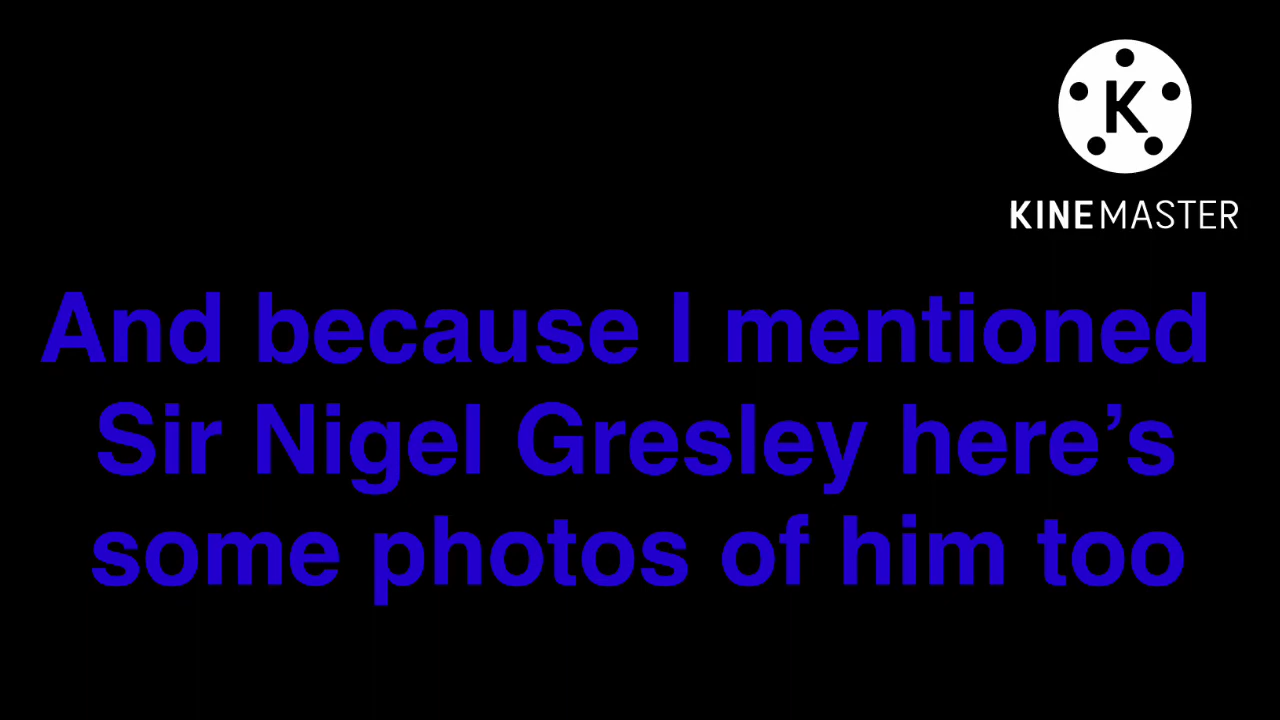 K
KINEMASTER
And because I mentioned
Sir Nigel Gresley here’s
some photos of him too